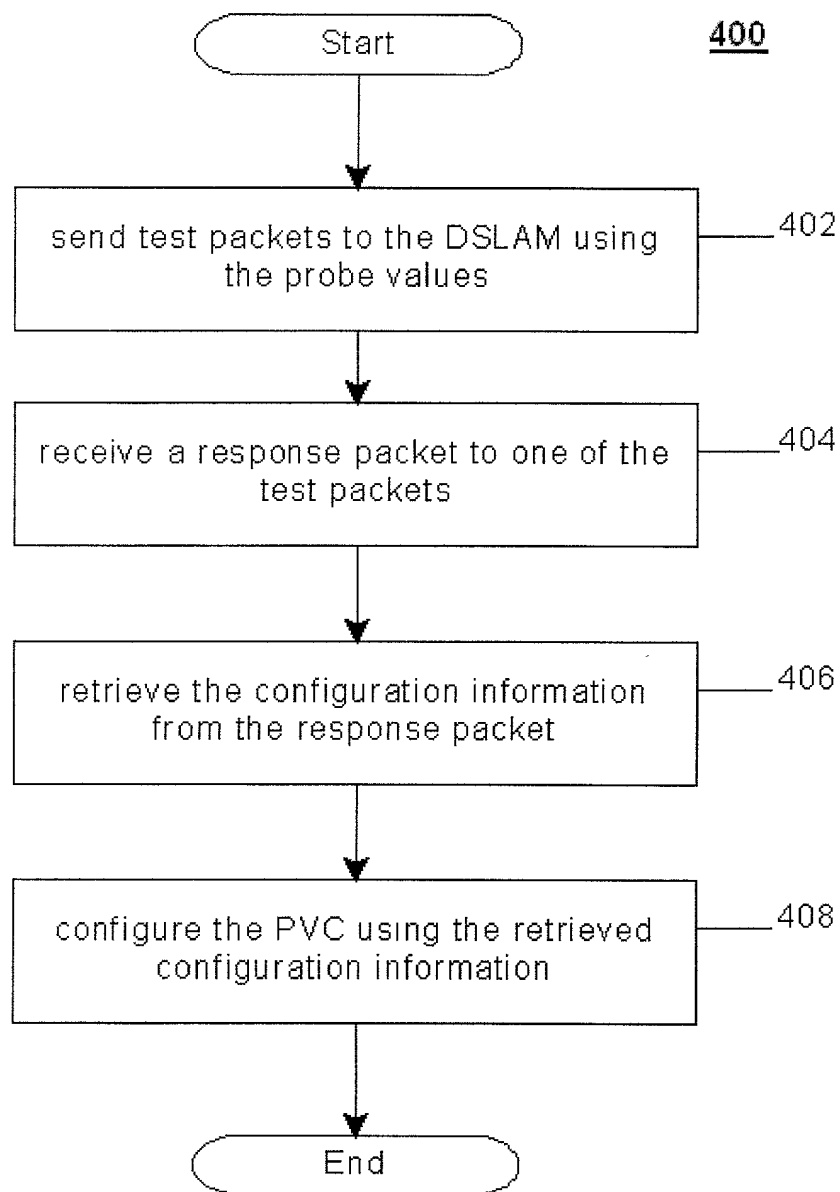 Start
400
send test packets to the DSLAM using
the probe values
402
receive a response packet to one of the
test packets
404
retrieve the configuration information
from the response packet
406
configure the PVC using the retrieved
configuration information
408
End